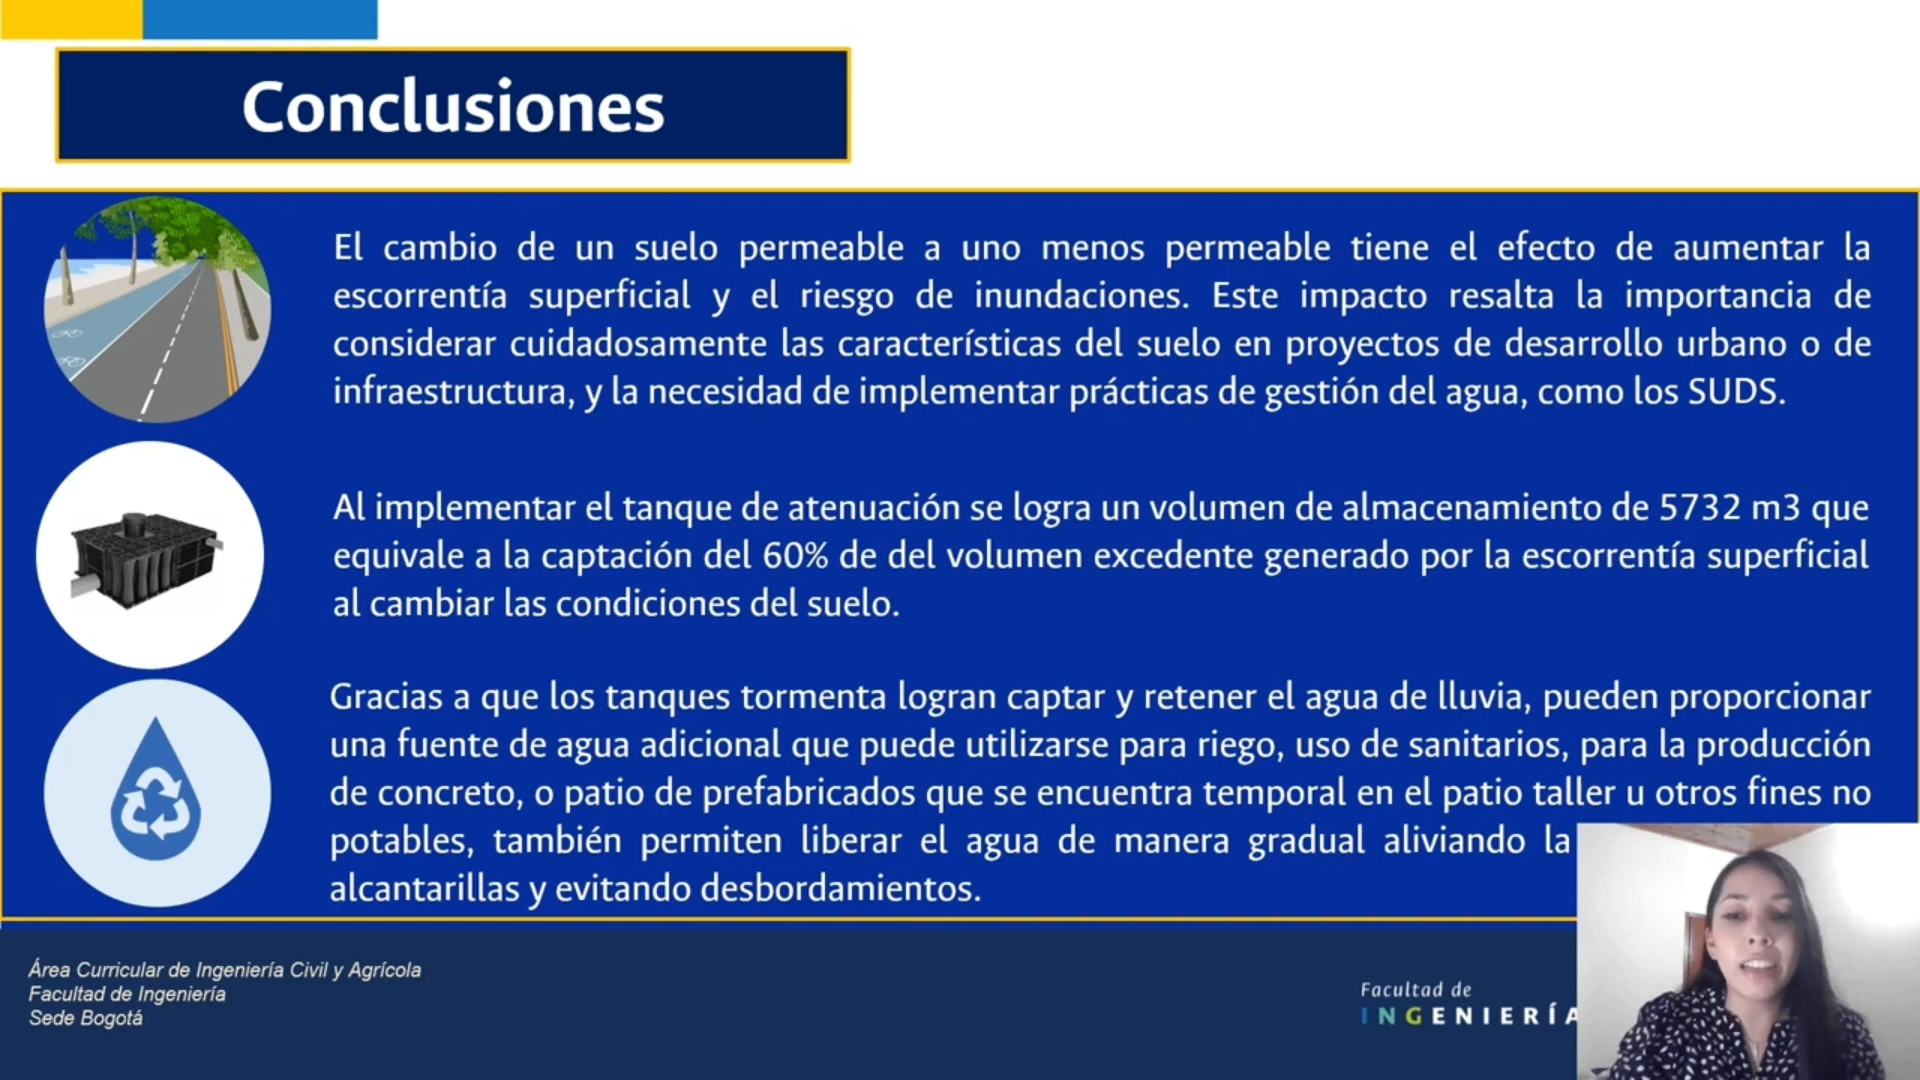 Conclusiones
El cambio de un suelo permeable a uno menos permeable tiene el efecto de aumentar la
escorrentía superficial y el riesgo de inundaciones. Este impacto resalta la importancia de
considerar cuidadosamente las características del suelo en proyectos de desarrollo urbano o de
infraestructura, y la necesidad de implementar prácticas de gestión del agua, como los SUDS.
Al implementar el tanque de atenuación se logra un volumen de almacenamiento de 5732 m3 que
equivale a la captación del 60% de del volumen excedente generado por la escorrentía superficial
al cambiar las condiciones del suelo.
Gracias a que los tanques tormenta logran captar y retener el agua de lluvia, pueden proporcionar
una fuente de agua adicional que puede utilizarse para riego, uso de sanitarios, para la producción
de concreto, o patio de prefabricados que se encuentra temporal en el patio taller u otros fines no
potables, también permiten liberar el agua de manera gradual aliviando la
alcantarillas y evitando desbordamientos.
Área Curricular de Ingeniería Civil y Agrícola
Facultad de Ingeniería
Sede Bogotá
Facultad de
INGENIERÍA